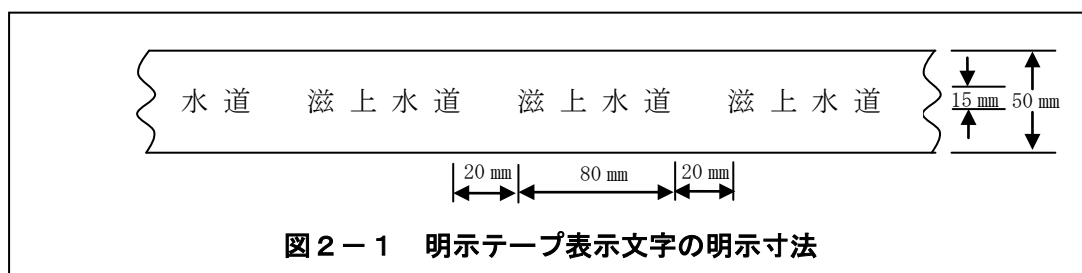 水道 滋上水道 滋上水道 滋上水道
15㎜ 50㎜
20㎜ 80㎜ 20㎜
図2-1 明示テープ表示文字の明示寸法